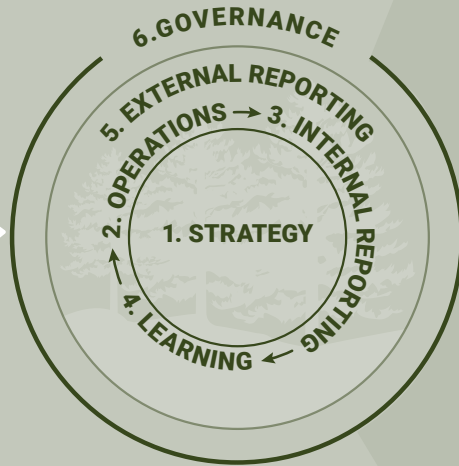 6.GOVERNANCE
5. EXTERNAL REPORTING
2. OPERATIONS
3. INTERNAL REPORTING
4. LEARNING
1. STRATEGY